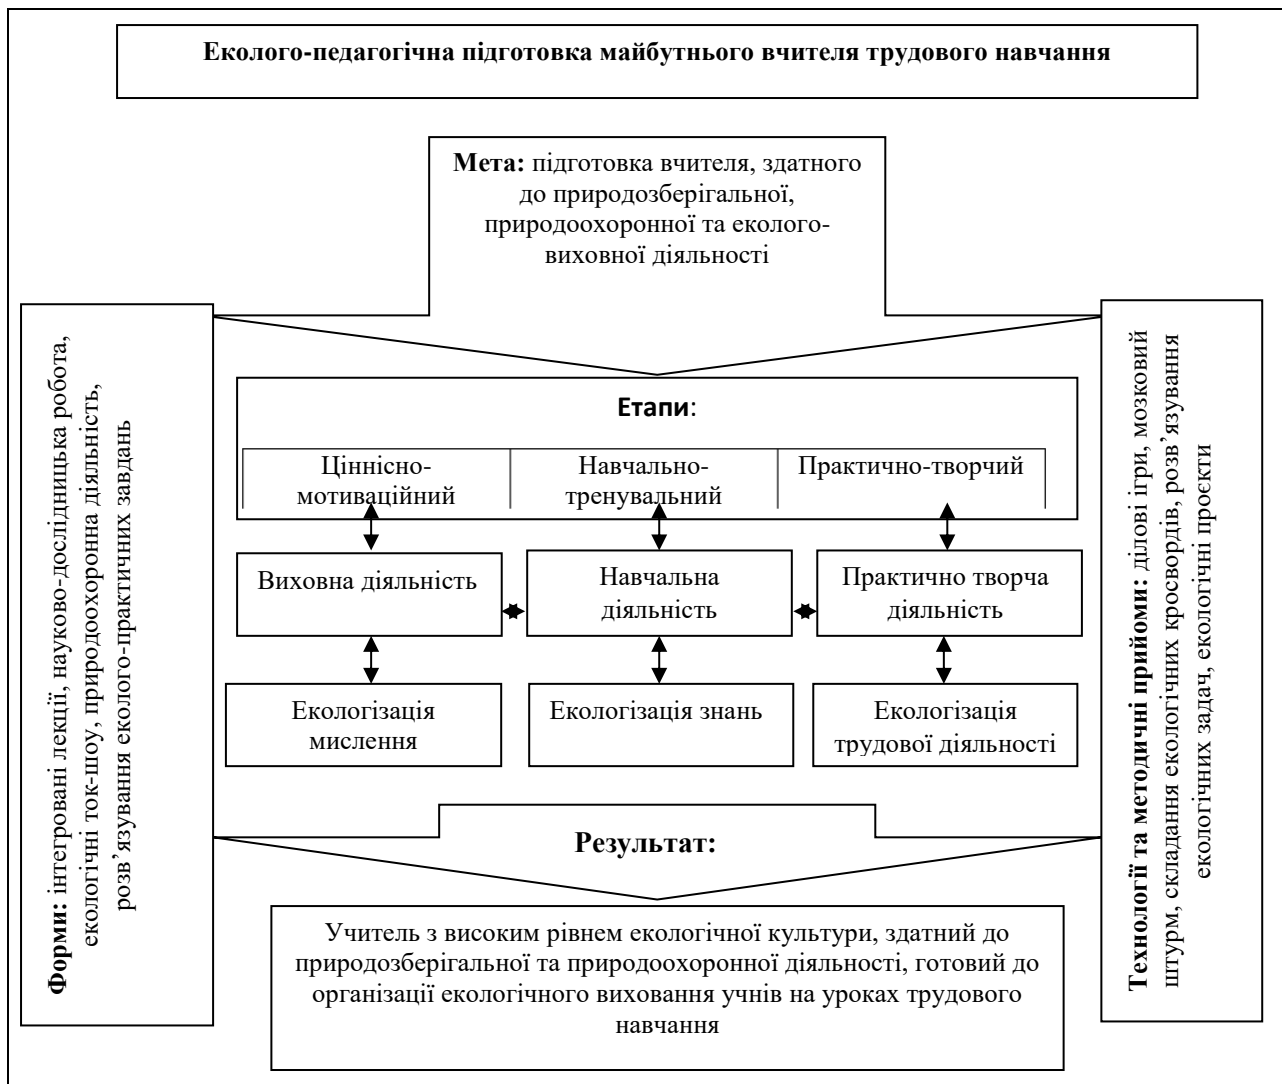 Еколого-педагогічна підготовка майбутнього вчителя трудового навчання
Мета: підготовка вчителя, здатного
до природозберігальної,
природоохоронної та еколого-
виховної діяльності
Форми: інтегровані лекції, науково-дослідницька робота,
екологічні ток-шоу, природоохоронна діяльність,
розв’язування еколого-практичних завдань
Етапи:
Ціннісно-
мотиваційний
Навчально-
тренувальний
Практично-творчий
Виховна діяльність
Навчальна
діяльність
Практично творча
діяльність
Екологізація
мислення
Екологізація знань
Екологізація
трудової діяльності
Технології та методичні прийоми: ділові ігри, мозковий
штурм, складання екологічних кросвордів, розв’язування
екологічних задач, екологічні проєкти
Результат:
Учитель з високим рівнем екологічної культури, здатний до
природозберігальної та природоохоронної діяльності, готовий до
організації екологічного виховання учнів на уроках трудового
навчання